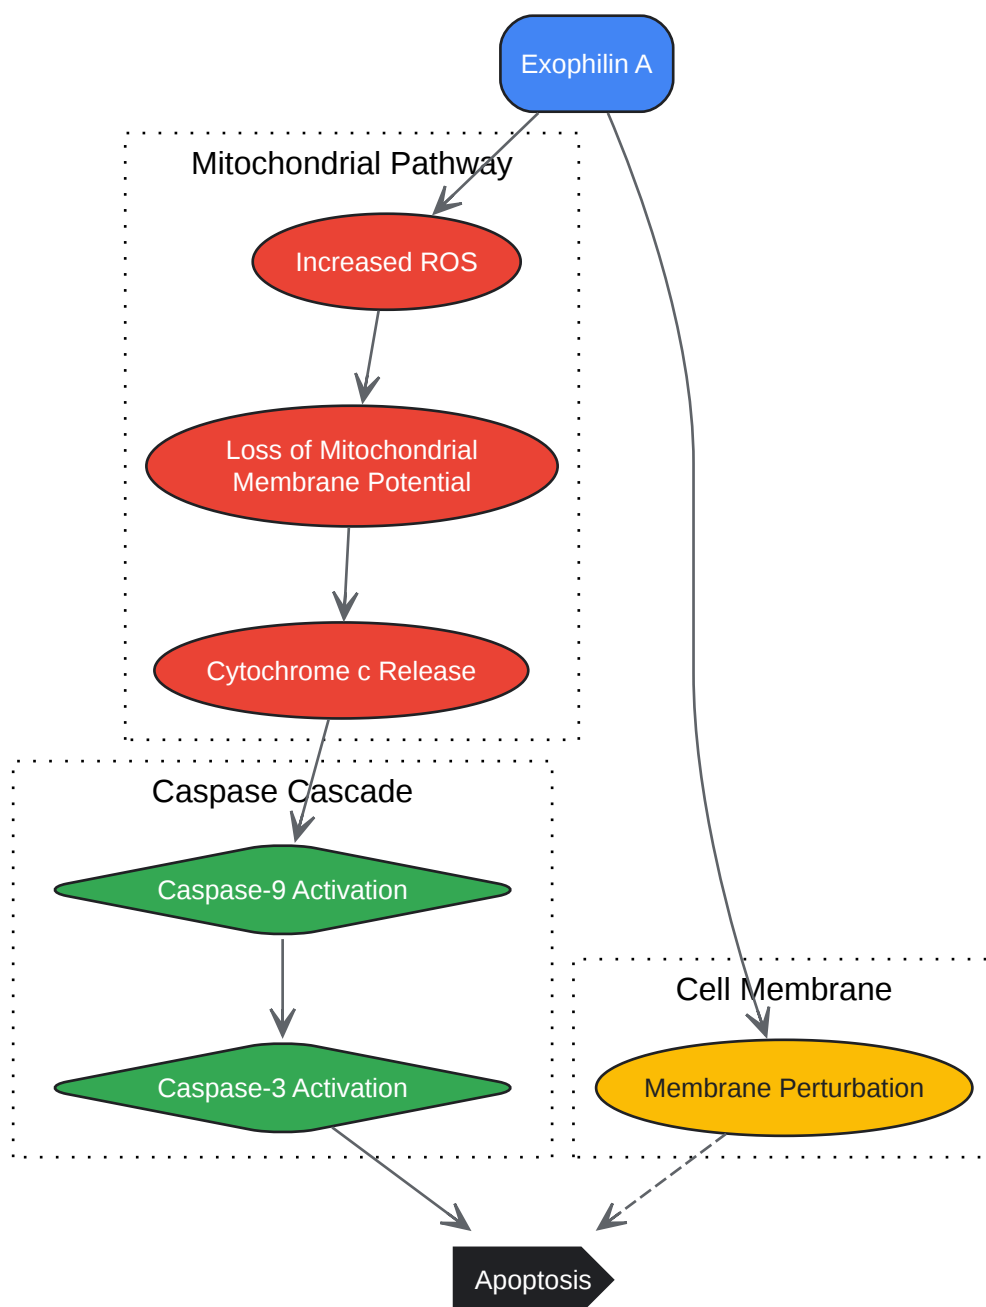 Exophilin A
Mitochondrial Pathway
Increased ROS
Loss of Mitochondrial
Membrane Potential
Cytochrome c Release
Caspase Cascade
Caspase-9 Activation
Cell Membrane
Caspase-3 Activation
Membrane Perturbation
Apoptosis